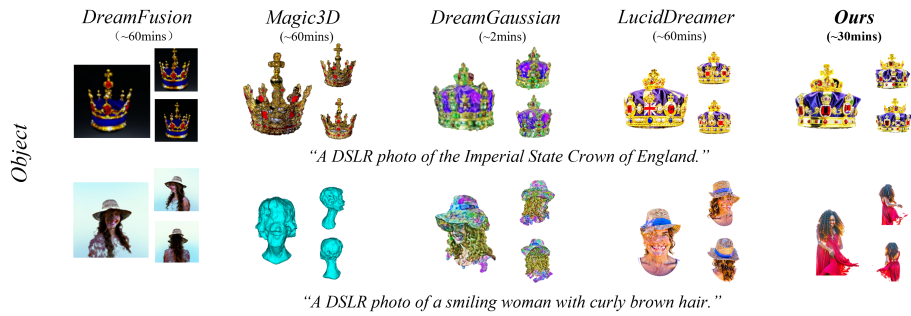 DreamFusion Magic3D DreamGaussian LucidDreamer Ours
(~60mins) (~60mins) (~2mins) (~60mins) (~30mins)
Object
“A DSLR photo of the Imperial State Crown of England.”
“A DSLR photo of a smiling woman with curly brown hair.”